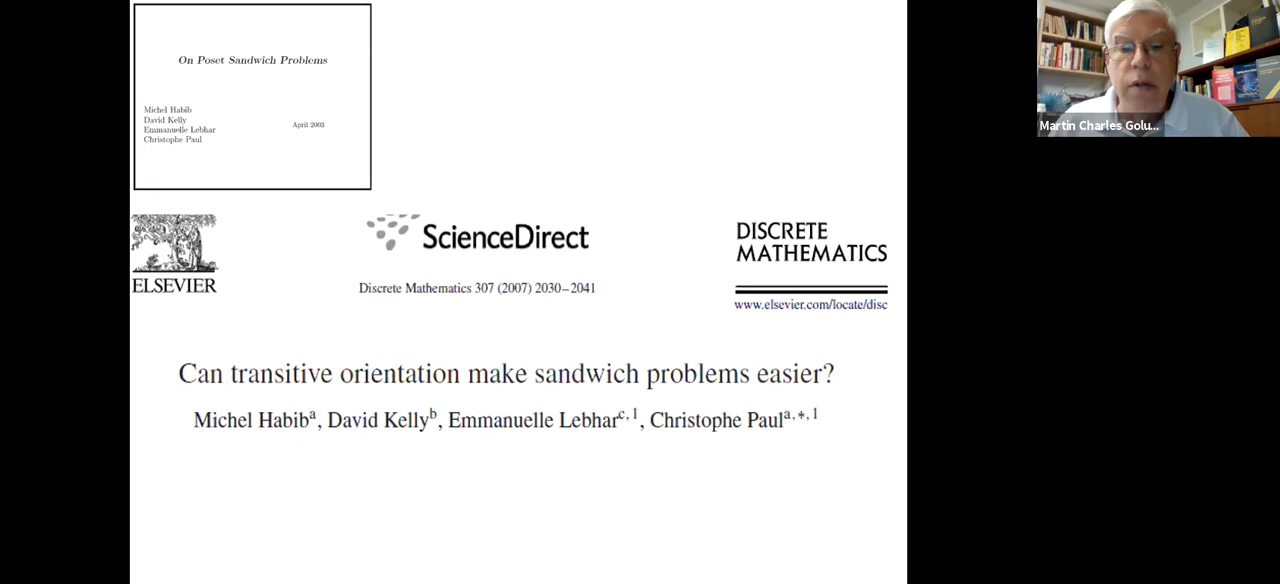 On Poset Sandwich Problems
Michel Habib
David Kelly
Emmanuelle Lebhar
Christophe Paul
April 2003
ELSEVIER
ScienceDirect
Discrete Mathematics 307 (2007) 2030–2041
DISCRETE
MATHEMATICS
www.elsevier.com/locate/disc
Can transitive orientation make sandwich problems easier?
Michel Habibᵃ, David Kellyᵇ, Emmanuelle Lebharᶜ,¹, Christophe Paulᵃ,*,¹
Martin Charles Golu...